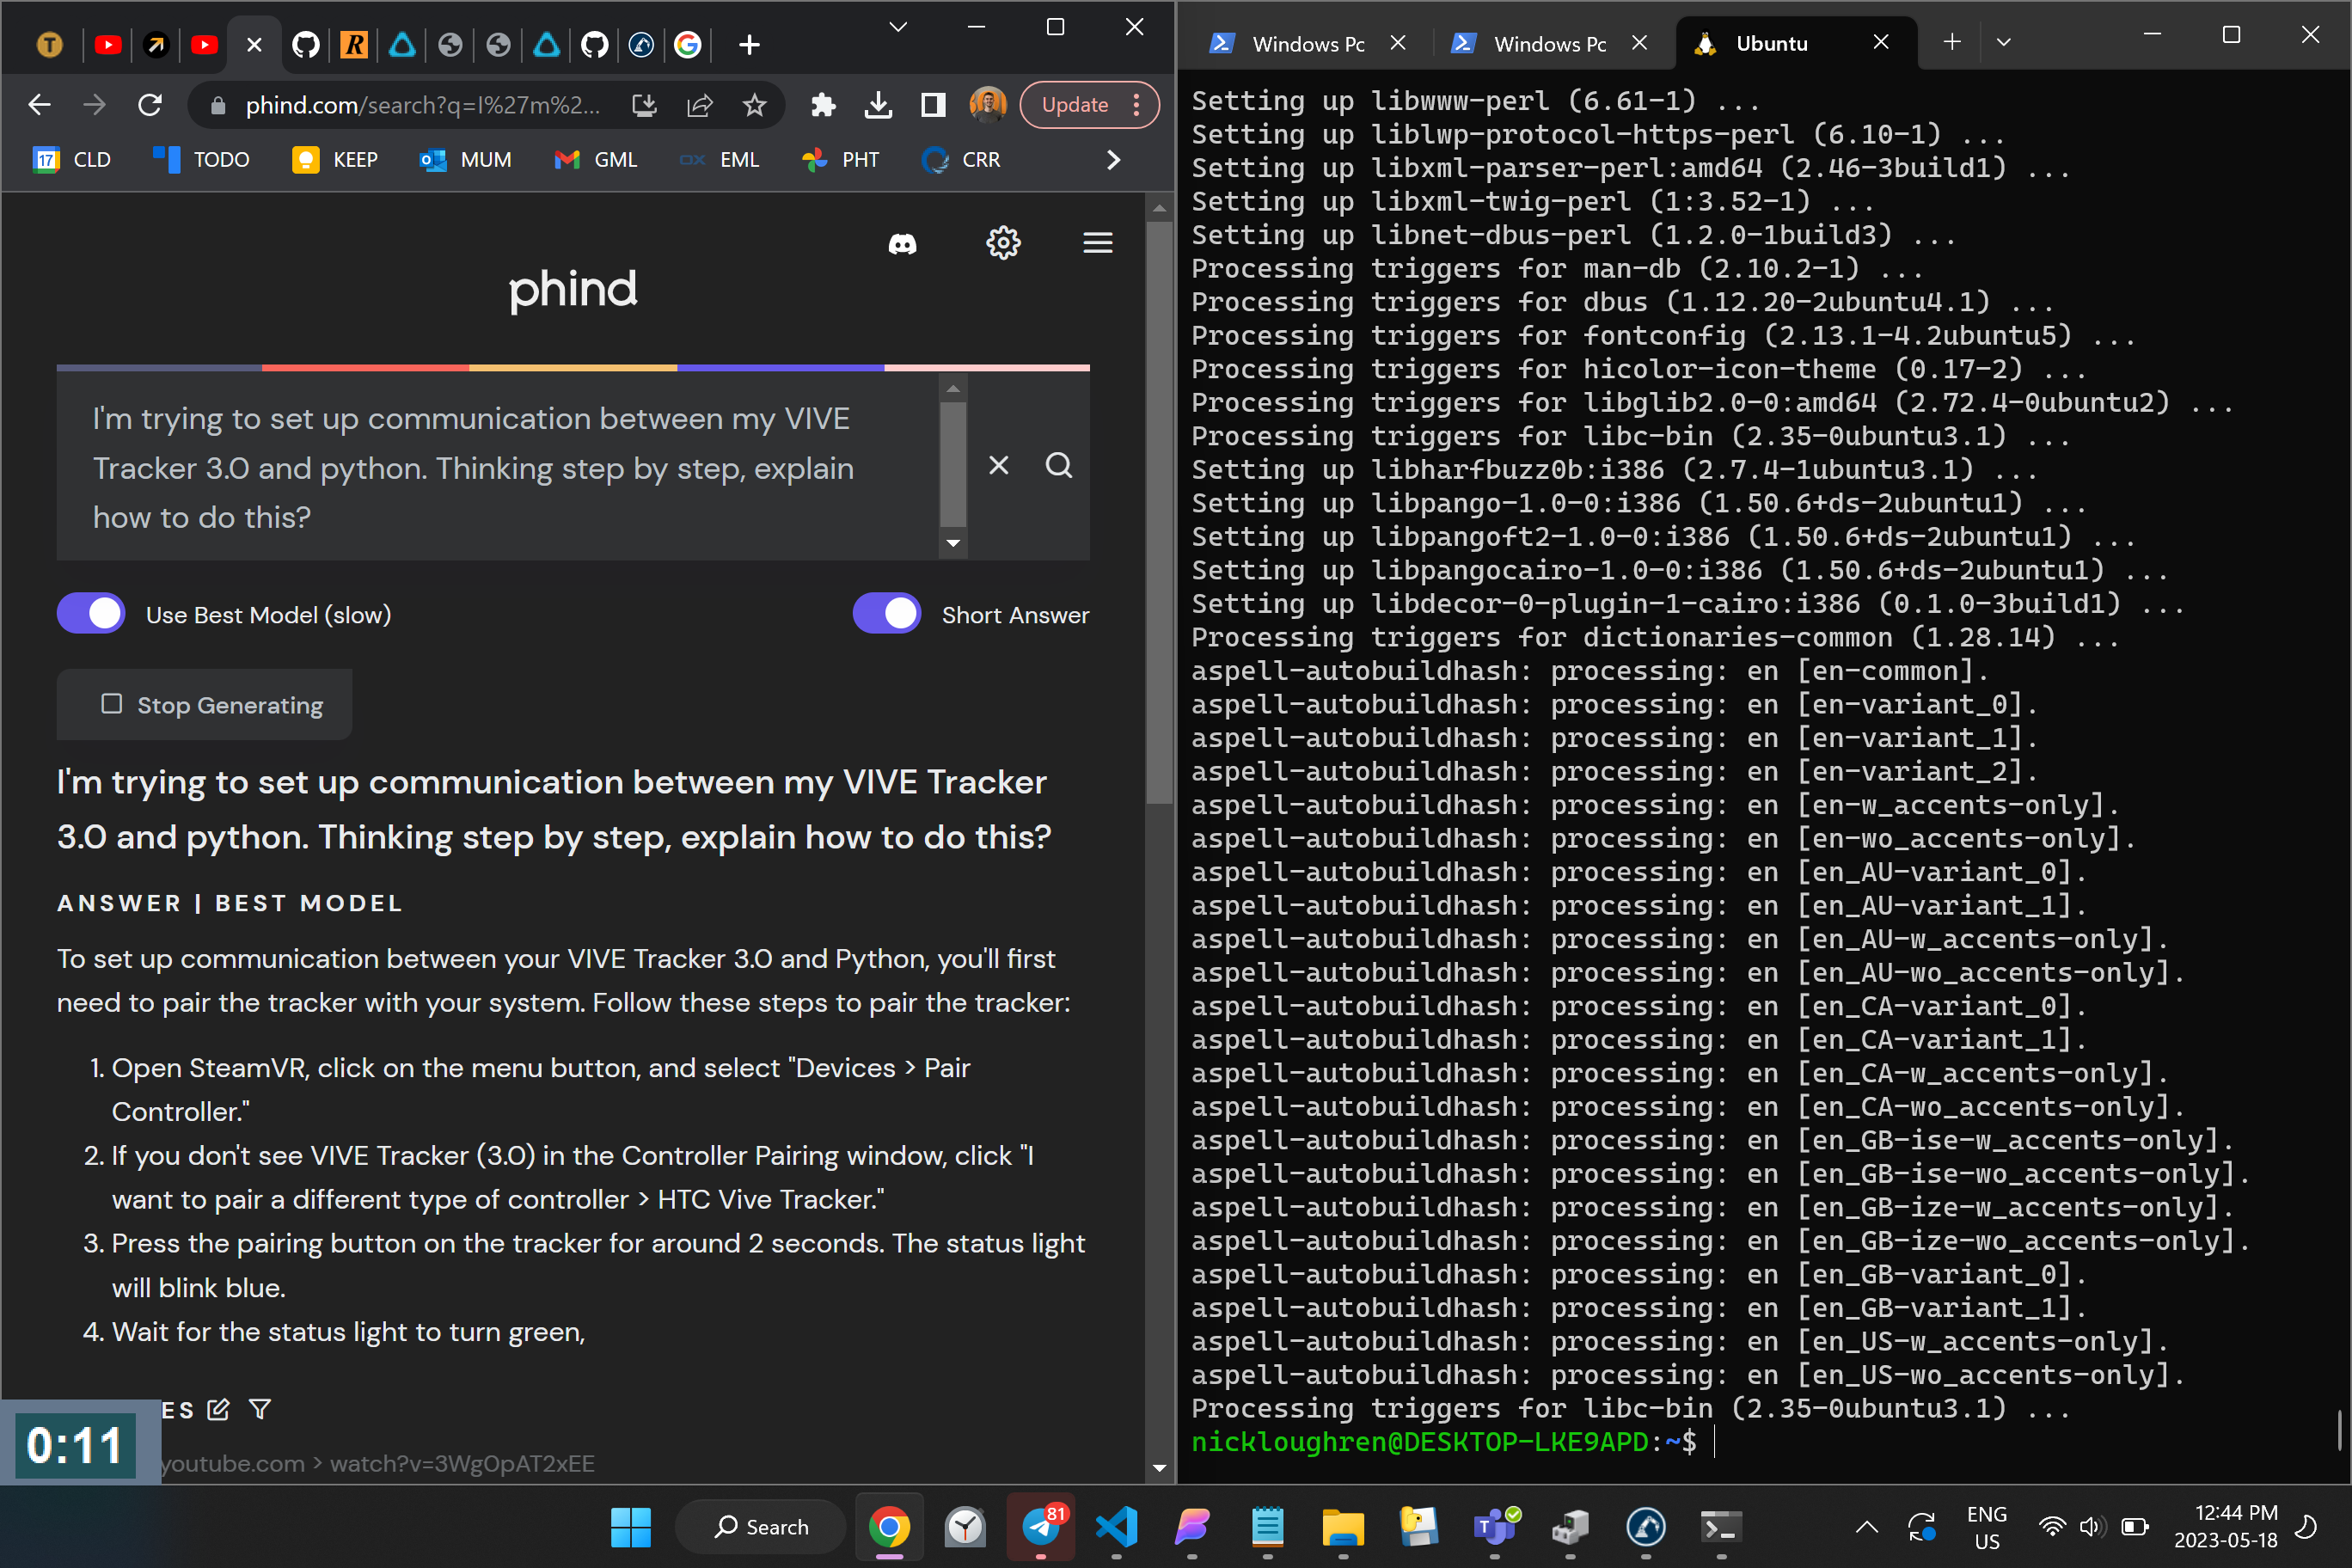 phind.com/search?q=I%27m%2...
Update
CLD
TODO
KEEP
MUM
GML
EML
PHT
CRR
phind
I'm trying to set up communication between my VIVE
Tracker 3.0 and python. Thinking step by step, explain
how to do this?
Use Best Model (slow)
Short Answer
Stop Generating
I'm trying to set up communication between my VIVE Tracker
3.0 and python. Thinking step by step, explain how to do this?
ANSWER | BEST MODEL
To set up communication between your VIVE Tracker 3.0 and Python, you'll first
need to pair the tracker with your system. Follow these steps to pair the tracker:
1. Open SteamVR, click on the menu button, and select "Devices > Pair
Controller."
2. If you don't see VIVE Tracker (3.0) in the Controller Pairing window, click "I
want to pair a different type of controller > HTC Vive Tracker."
3. Press the pairing button on the tracker for around 2 seconds. The status light
will blink blue.
4. Wait for the status light to turn green,
ES
0:11
youtube.com > watch?v=3WgOpAT2xEE
Windows Pc
Windows Pc
Ubuntu
Setting up libwww-perl (6.61-1) ...
Setting up liblwp-protocol-https-perl (6.10-1) ...
Setting up libxml-parser-perl:amd64 (2.46-3build1) ...
Setting up libxml-twig-perl (1:3.52-1) ...
Setting up libnet-dbus-perl (1.2.0-1build3) ...
Processing triggers for man-db (2.10.2-1) ...
Processing triggers for dbus (1.12.20-2ubuntu4.1) ...
Processing triggers for fontconfig (2.13.1-4.2ubuntu5) ...
Processing triggers for hicolor-icon-theme (0.17-2) ...
Processing triggers for libglib2.0-0:amd64 (2.72.4-0ubuntu2) ...
Processing triggers for libc-bin (2.35-0ubuntu3.1) ...
Setting up libharfbuzz0b:i386 (2.7.4-1ubuntu3.1) ...
Setting up libpango-1.0-0:i386 (1.50.6+ds-2ubuntu1) ...
Setting up libpangoft2-1.0-0:i386 (1.50.6+ds-2ubuntu1) ...
Setting up libpangocairo-1.0-0:i386 (1.50.6+ds-2ubuntu1) ...
Setting up libdecor-0-plugin-1-cairo:i386 (0.1.0-3build1) ...
Processing triggers for dictionaries-common (1.28.14) ...
aspell-autobuildhash: processing: en [en-common].
aspell-autobuildhash: processing: en [en-variant_0].
aspell-autobuildhash: processing: en [en-variant_1].
aspell-autobuildhash: processing: en [en-variant_2].
aspell-autobuildhash: processing: en [en-w_accents-only].
aspell-autobuildhash: processing: en [en-wo_accents-only].
aspell-autobuildhash: processing: en [en_AU-variant_0].
aspell-autobuildhash: processing: en [en_AU-variant_1].
aspell-autobuildhash: processing: en [en_AU-w_accents-only].
aspell-autobuildhash: processing: en [en_AU-wo_accents-only].
aspell-autobuildhash: processing: en [en_CA-variant_0].
aspell-autobuildhash: processing: en [en_CA-variant_1].
aspell-autobuildhash: processing: en [en_CA-w_accents-only].
aspell-autobuildhash: processing: en [en_CA-wo_accents-only].
aspell-autobuildhash: processing: en [en_GB-ise-w_accents-only].
aspell-autobuildhash: processing: en [en_GB-ise-wo_accents-only].
aspell-autobuildhash: processing: en [en_GB-ize-w_accents-only].
aspell-autobuildhash: processing: en [en_GB-ize-wo_accents-only].
aspell-autobuildhash: processing: en [en_GB-variant_0].
aspell-autobuildhash: processing: en [en_GB-variant_1].
aspell-autobuildhash: processing: en [en_US-w_accents-only].
aspell-autobuildhash: processing: en [en_US-wo_accents-only].
Processing triggers for libc-bin (2.35-0ubuntu3.1) ...
nickloughren@DESKTOP-LKE9APD:~$
Search
81
ENG
US
12:44 PM
2023-05-18